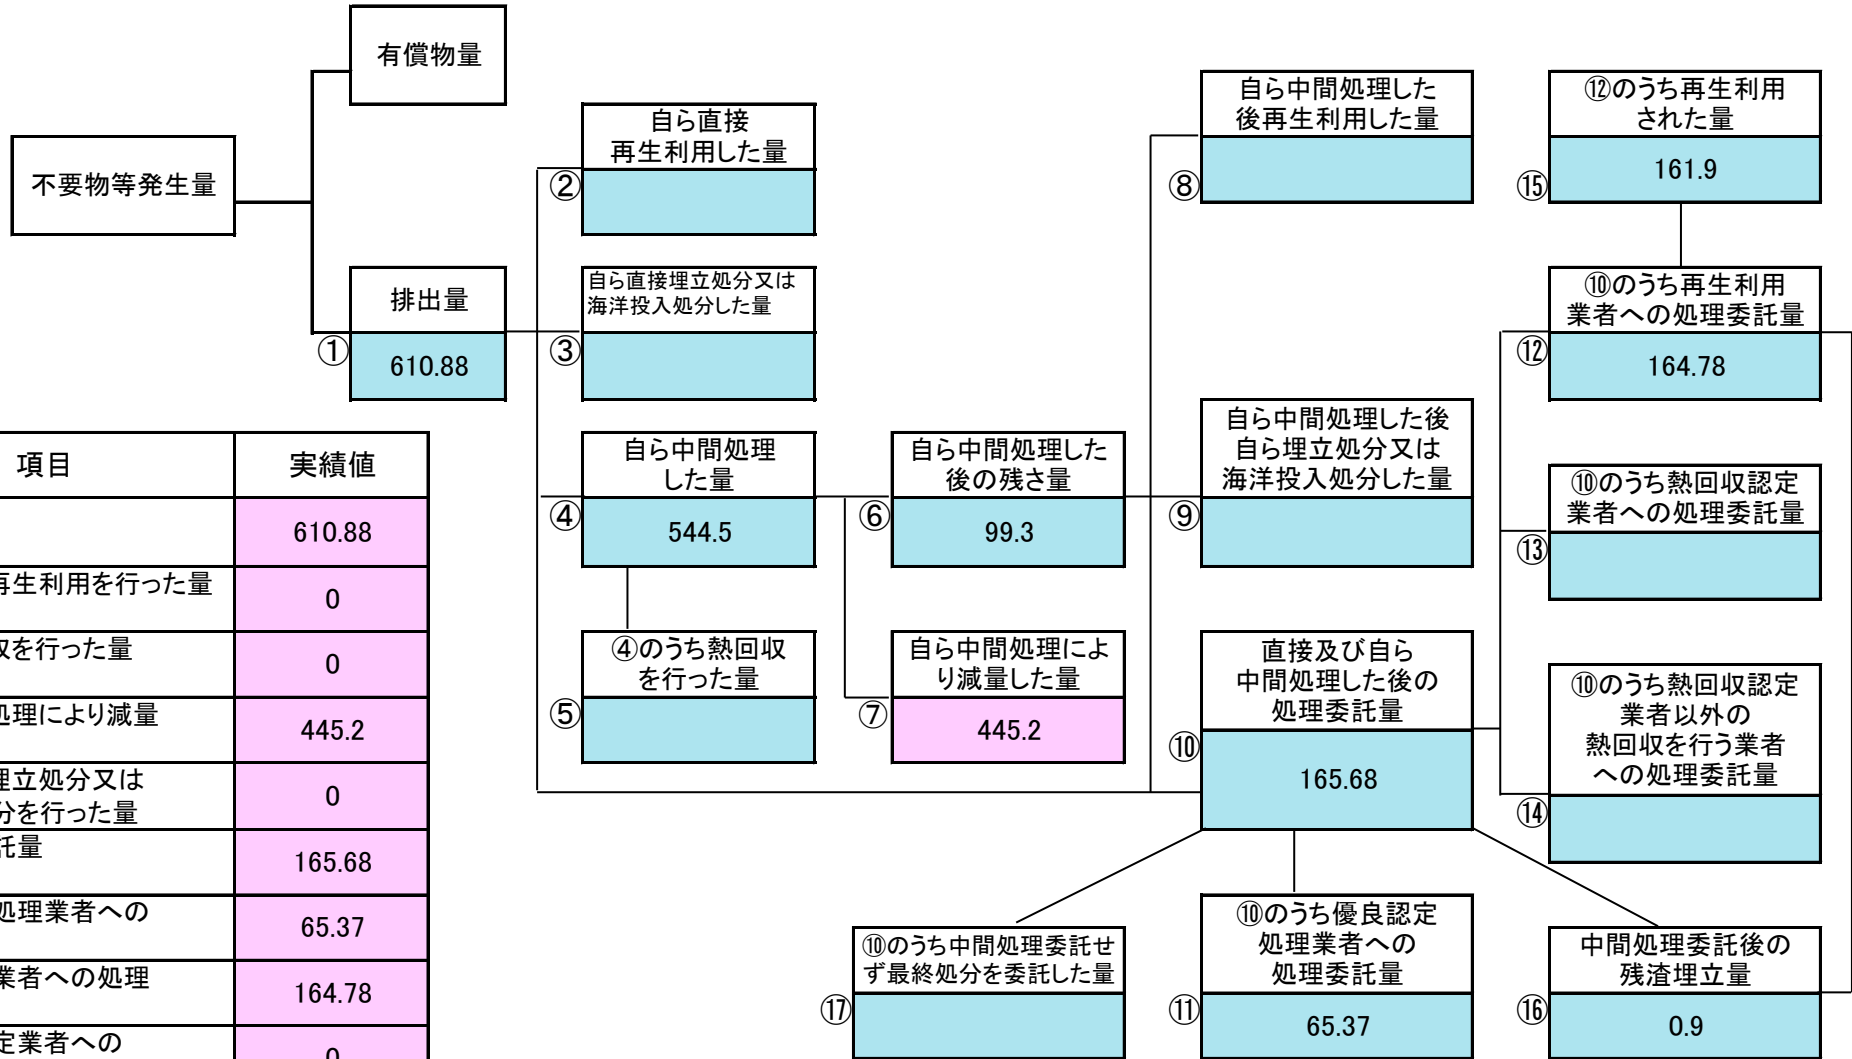 有償物量
不要物等発生量
排出量
①
610.88
自ら直接
再生利用した量
②
自ら直接埋立処分又は
海洋投入処分した量
③
自ら中間処理
した量
④
544.5
④のうち熱回収
を行った量
⑤
自ら中間処理した
後の残さ量
⑥
99.3
自ら中間処理によ
り減量した量
⑦
445.2
自ら中間処理した
後再生利用した量
⑧
自ら中間処理した後
自ら埋立処分又は
海洋投入処分した量
⑨
直接及び自ら
中間処理した後の
処理委託量
⑩
165.68
⑫のうち再生利用
された量
⑮
161.9
⑩のうち再生利用
業者への処理委託量
⑫
164.78
⑩のうち熱回収認定
業者への処理委託量
⑬
⑩のうち熱回収認定
業者以外の
熱回収を行う業者
への処理委託量
⑭
⑩のうち中間処理委託せ
ず最終処分を委託した量
⑰
⑩のうち優良認定
処理業者への
処理委託量
⑪
65.37
中間処理委託後の
残渣埋立量
⑯
0.9
項目 実績値
610.88
再生利用を行った量
0
を行った量
0
処理により減量
445.2
埋立処分又は
分を行った量
0
託量
165.68
処理業者への
65.37
業者への処理
164.78
定業者への
0